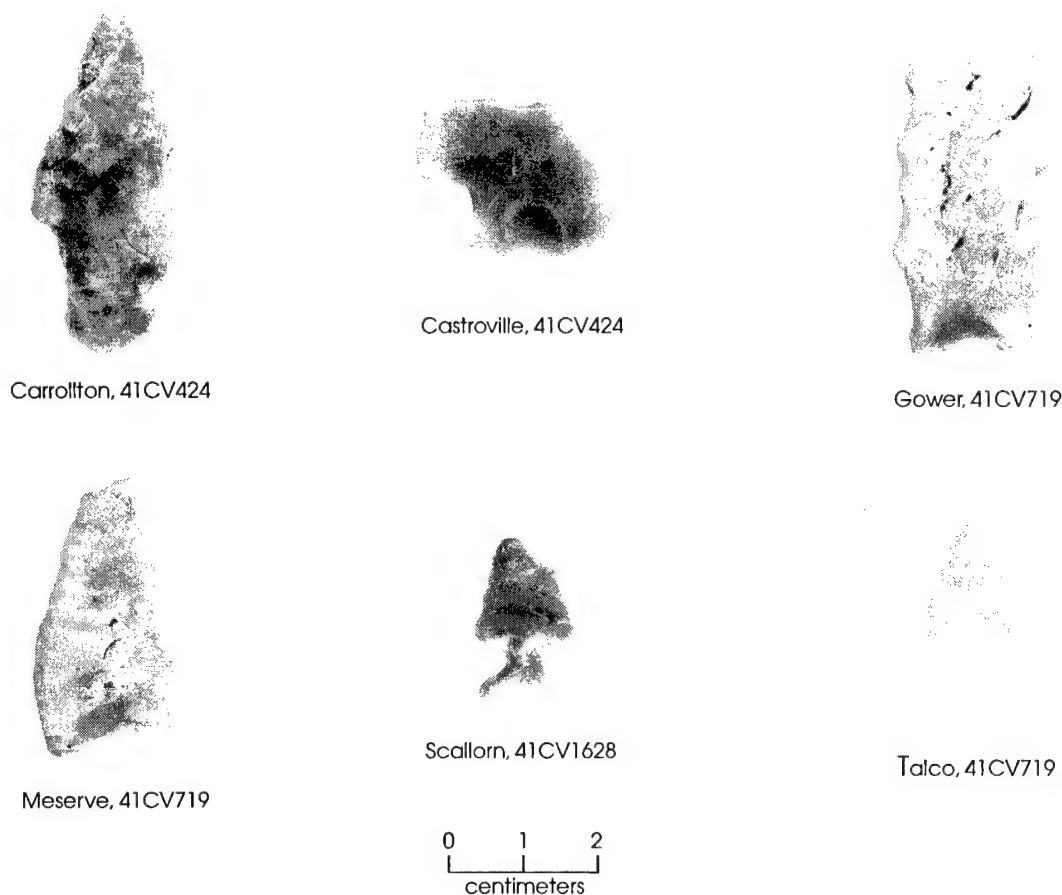 Carrollton, 41CV424
Castroville, 41CV424
Gower, 41CV719
Meserve, 41CV719
Scallorn, 41CV1628
Talco, 41CV719
0 1 2
centimeters